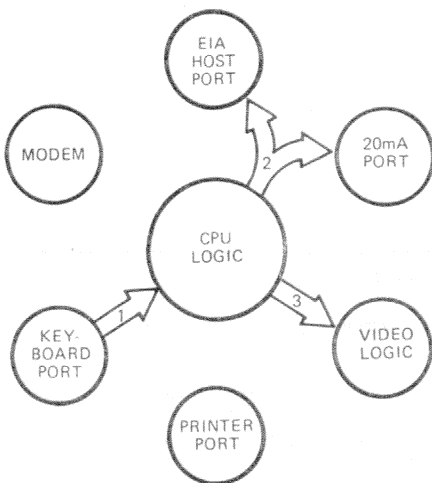 EIA
HOST
PORT
MODEM
20mA
PORT
2
CPU
LOGIC
3
1
KEY-
BOARD
PORT
VIDEO
LOGIC
PRINTER
PORT